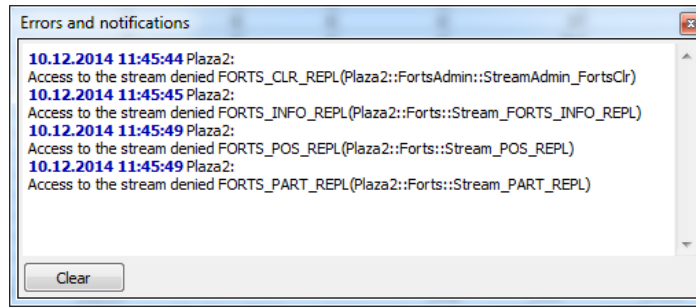 Errors and notifications
10.12.2014 11:45:44 Plaza2:
Access to the stream denied FORTS_CLR_REPL(Plaza2::FortsAdmin::StreamAdmin_FortsClr)
10.12.2014 11:45:45 Plaza2:
Access to the stream denied FORTS_INFO_REPL(Plaza2::Forts::Stream_FORTS_INFO_REPL)
10.12.2014 11:45:49 Plaza2:
Access to the stream denied FORTS_POS_REPL(Plaza2::Forts::Stream_POS_REPL)
10.12.2014 11:45:49 Plaza2:
Access to the stream denied FORTS_PART_REPL(Plaza2::Forts::Stream_PART_REPL)
Clear